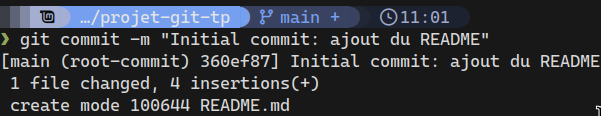 …/projet-git-tp main + 11:01
❯ git commit -m "Initial commit: ajout du README"
[main (root-commit) 360ef87] Initial commit: ajout du README
1 file changed, 4 insertions(+)
create mode 100644 README.md